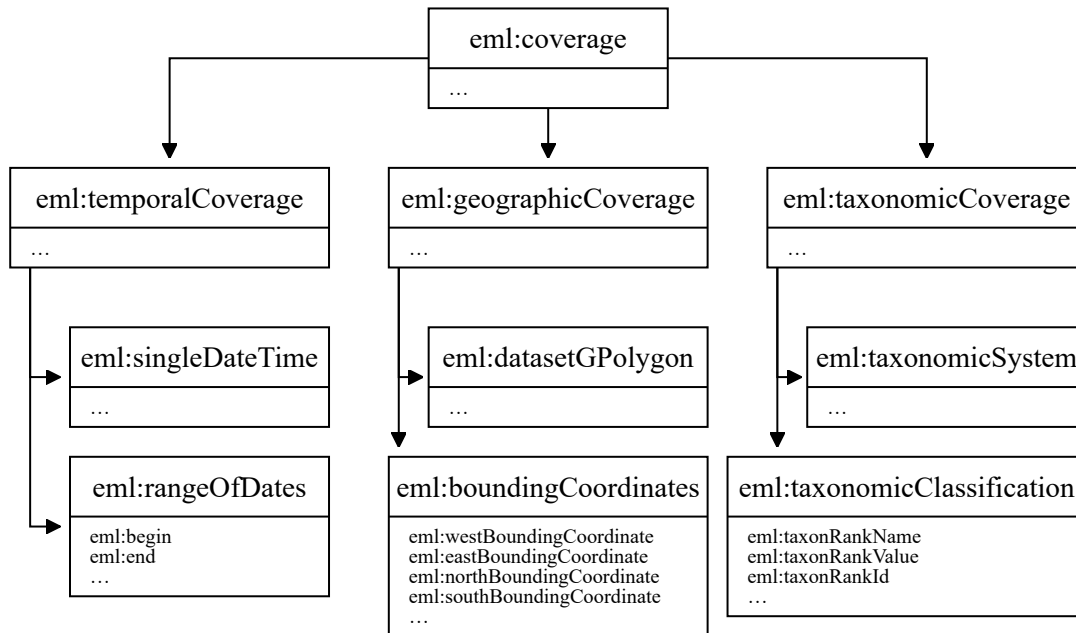 eml:coverage
…
eml:temporalCoverage
…
eml:geographicCoverage
…
eml:taxonomicCoverage
…
eml:singleDateTime
…
eml:datasetGPolygon
…
eml:taxonomicSystem
…
eml:rangeOfDates
eml:begin
eml:end
…
eml:boundingCoordinates
eml:westBoundingCoordinate
eml:eastBoundingCoordinate
eml:northBoundingCoordinate
eml:southBoundingCoordinate
…
eml:taxonomicClassification
eml:taxonRankName
eml:taxonRankValue
eml:taxonRankId
…